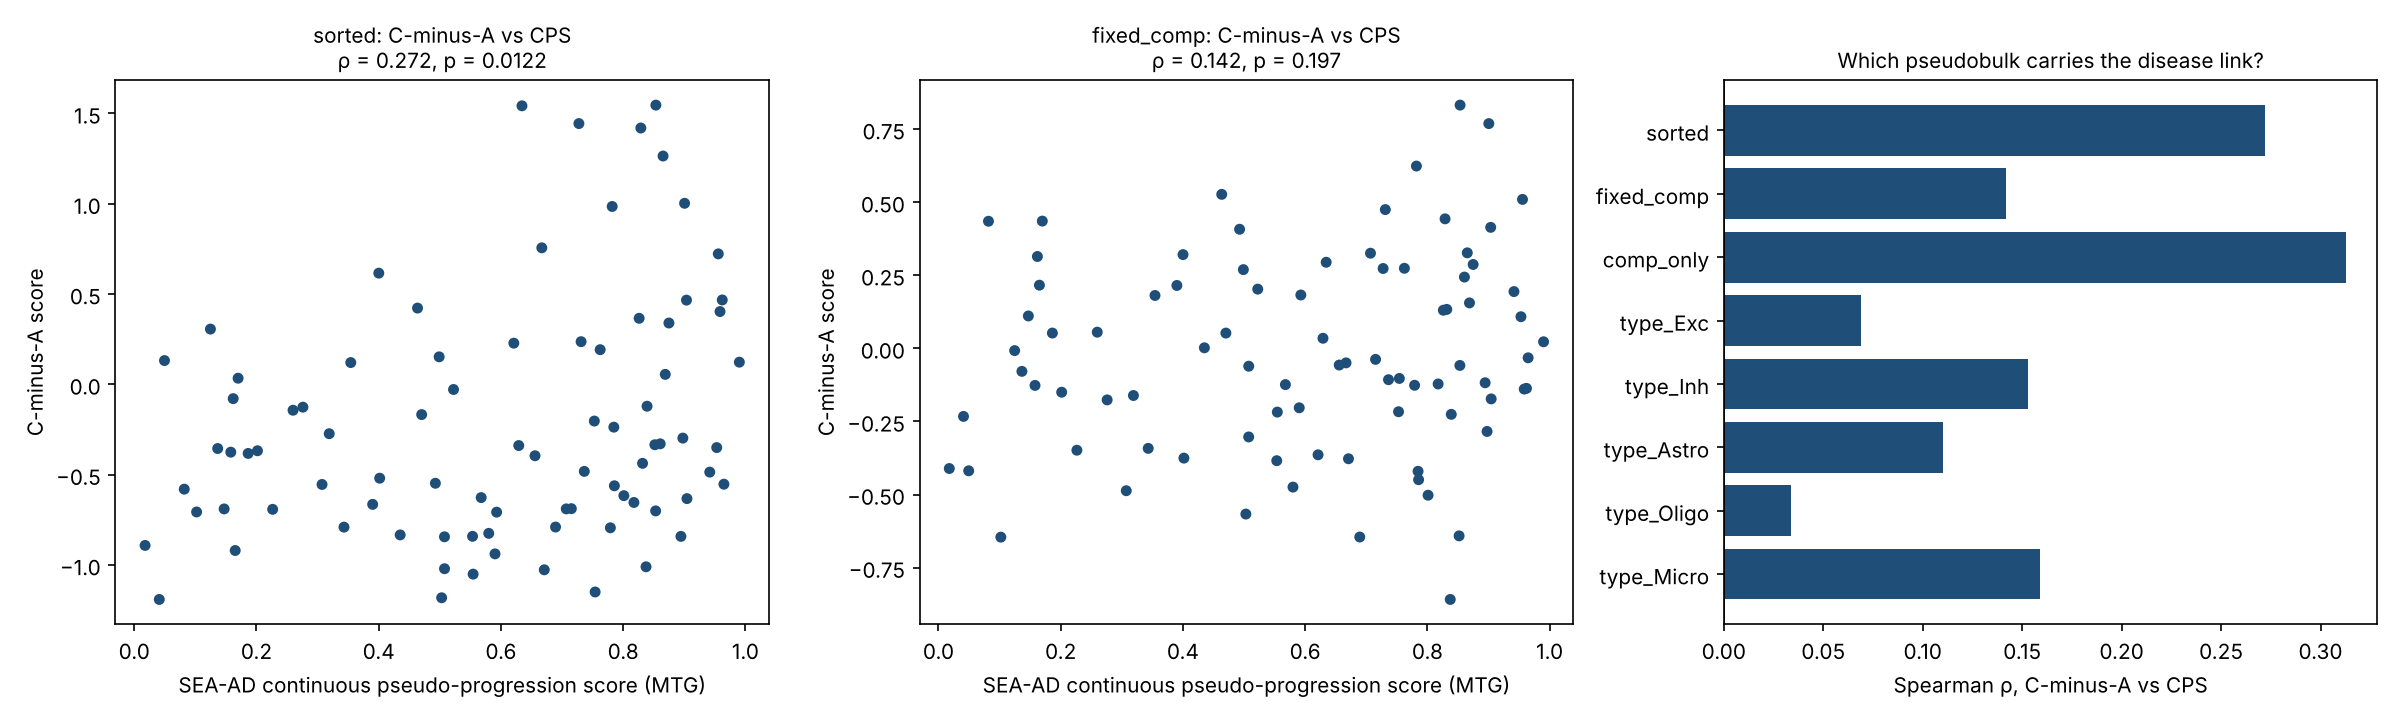 sorted: C-minus-A vs CPS
ρ = 0.272, p = 0.0122
C-minus-A score
1.5
1.0
0.5
0.0
−0.5
−1.0
0.0 0.2 0.4 0.6 0.8 1.0
SEA-AD continuous pseudo-progression score (MTG)
fixed_comp: C-minus-A vs CPS
ρ = 0.142, p = 0.197
C-minus-A score
0.75
0.50
0.25
0.00
−0.25
−0.50
−0.75
0.0 0.2 0.4 0.6 0.8 1.0
SEA-AD continuous pseudo-progression score (MTG)
Which pseudobulk carries the disease link?
sorted
fixed_comp
comp_only
type_Exc
type_Inh
type_Astro
type_Oligo
type_Micro
0.00 0.05 0.10 0.15 0.20 0.25 0.30
Spearman ρ, C-minus-A vs CPS